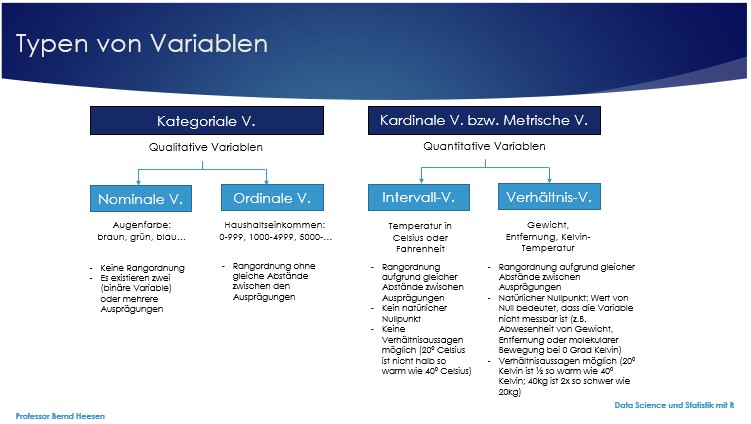 Typen von Variablen
Kategoriale V.
Qualitative Variablen
Nominale V.
Augenfarbe:
braun, grün, blau...
- Keine Rangordnung
- Es existieren zwei
(binäre Variable)
oder mehrere
Ausprägungen
Ordinale V.
Haushaltseinkommen:
0-999, 1000-4999, 5000-...
- Rangordnung ohne
gleiche Abstände
zwischen den
Ausprägungen
Kardinale V. bzw. Metrische V.
Quantitative Variablen
Intervall-V.
Temperatur in
Celsius oder
Fahrenheit
- Rangordnung
aufgrund gleicher
Abstände zwischen
Ausprägungen
- Kein natürlicher
Nullpunkt
- Keine
Verhältnisaussagen
möglich (20⁰ Celsius
ist nicht halb so
warm wie 40⁰ Celsius)
Verhältnis-V.
Gewicht,
Entfernung, Kelvin-
Temperatur
- Rangordnung aufgrund gleicher
Abstände zwischen
Ausprägungen
- Natürlicher Nullpunkt: Wert von
Null bedeutet, dass die Variable
nicht messbar ist (z.B.
Abwesenheit von Gewicht,
Entfernung oder molekularer
Bewegung bei 0 Grad Kelvin)
- Verhältnisaussagen möglich (20⁰
Kelvin ist ½ so warm wie 40⁰
Kelvin; 40kg ist 2x so schwer wie
20kg)
Professor Bernd Heesen
Data Science und Statistik mit R